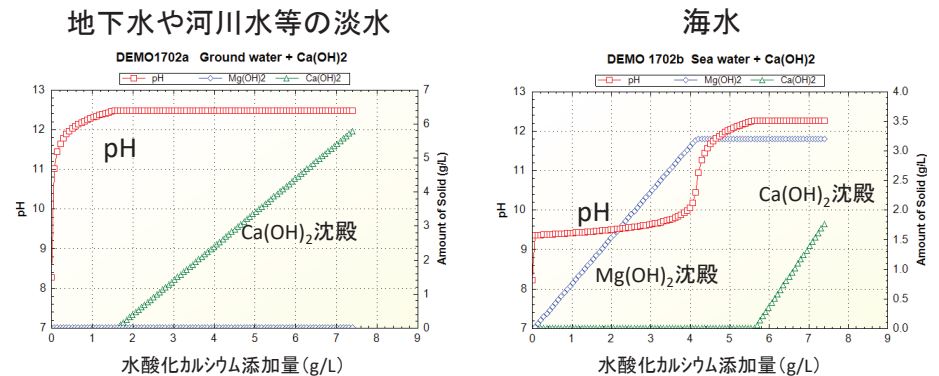 地下水や河川水等の淡水
DEMO1702a Ground water + Ca(OH)2
pH Mg(OH)2 Ca(OH)2
13
12
11
10
9
8
7
pH
7
6
5
4
3
2
1
0
Amount of Solid (g/L)
pH
Ca(OH)2沈殿
0 1 2 3 4 5 6 7 8 9
水酸化カルシウム添加量(g/L)
海水
DEMO 1702b Sea water + Ca(OH)2
pH Mg(OH)2 Ca(OH)2
13
12
11
10
9
8
7
pH
4.0
3.5
3.0
2.5
2.0
1.5
1.0
0.5
0.0
Amount of Solid (g/L)
Ca(OH)2沈殿
pH
Mg(OH)2沈殿
0 1 2 3 4 5 6 7 8 9
水酸化カルシウム添加量(g/L)